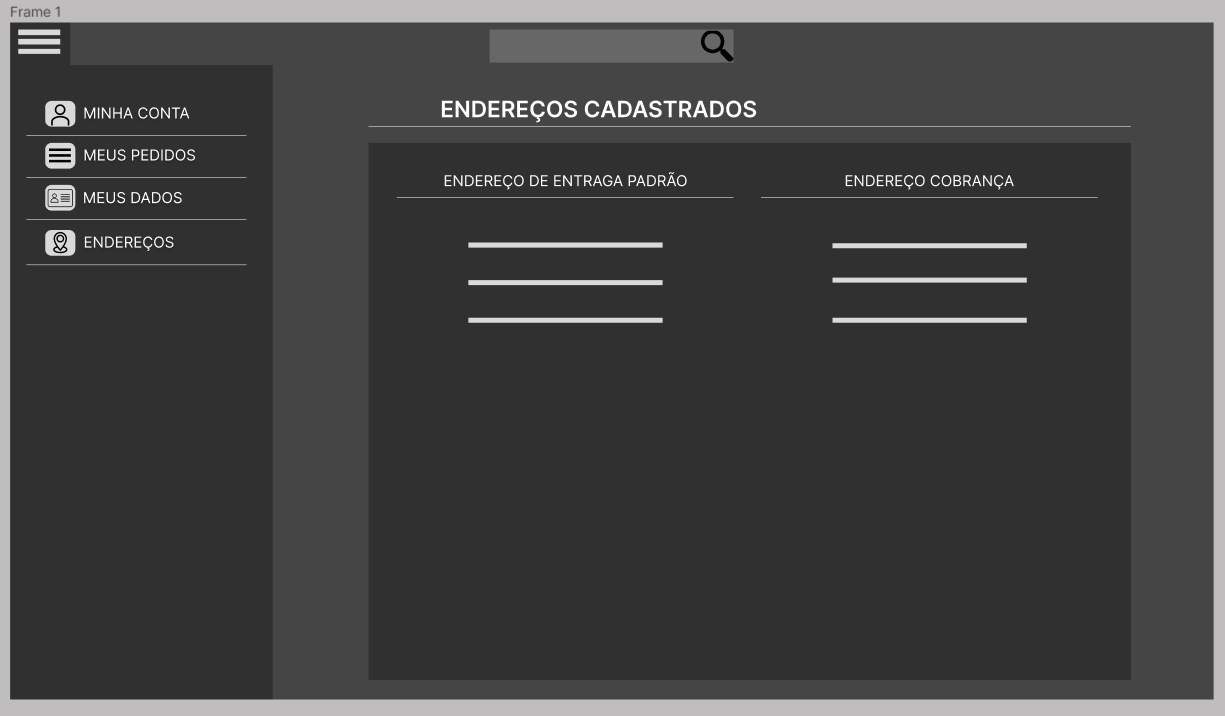 Frame 1
MINHA CONTA
MEUS PEDIDOS
MEUS DADOS
ENDEREÇOS
ENDEREÇOS CADASTRADOS
ENDEREÇO DE ENTRAGA PADRÃO
ENDEREÇO COBRANÇA